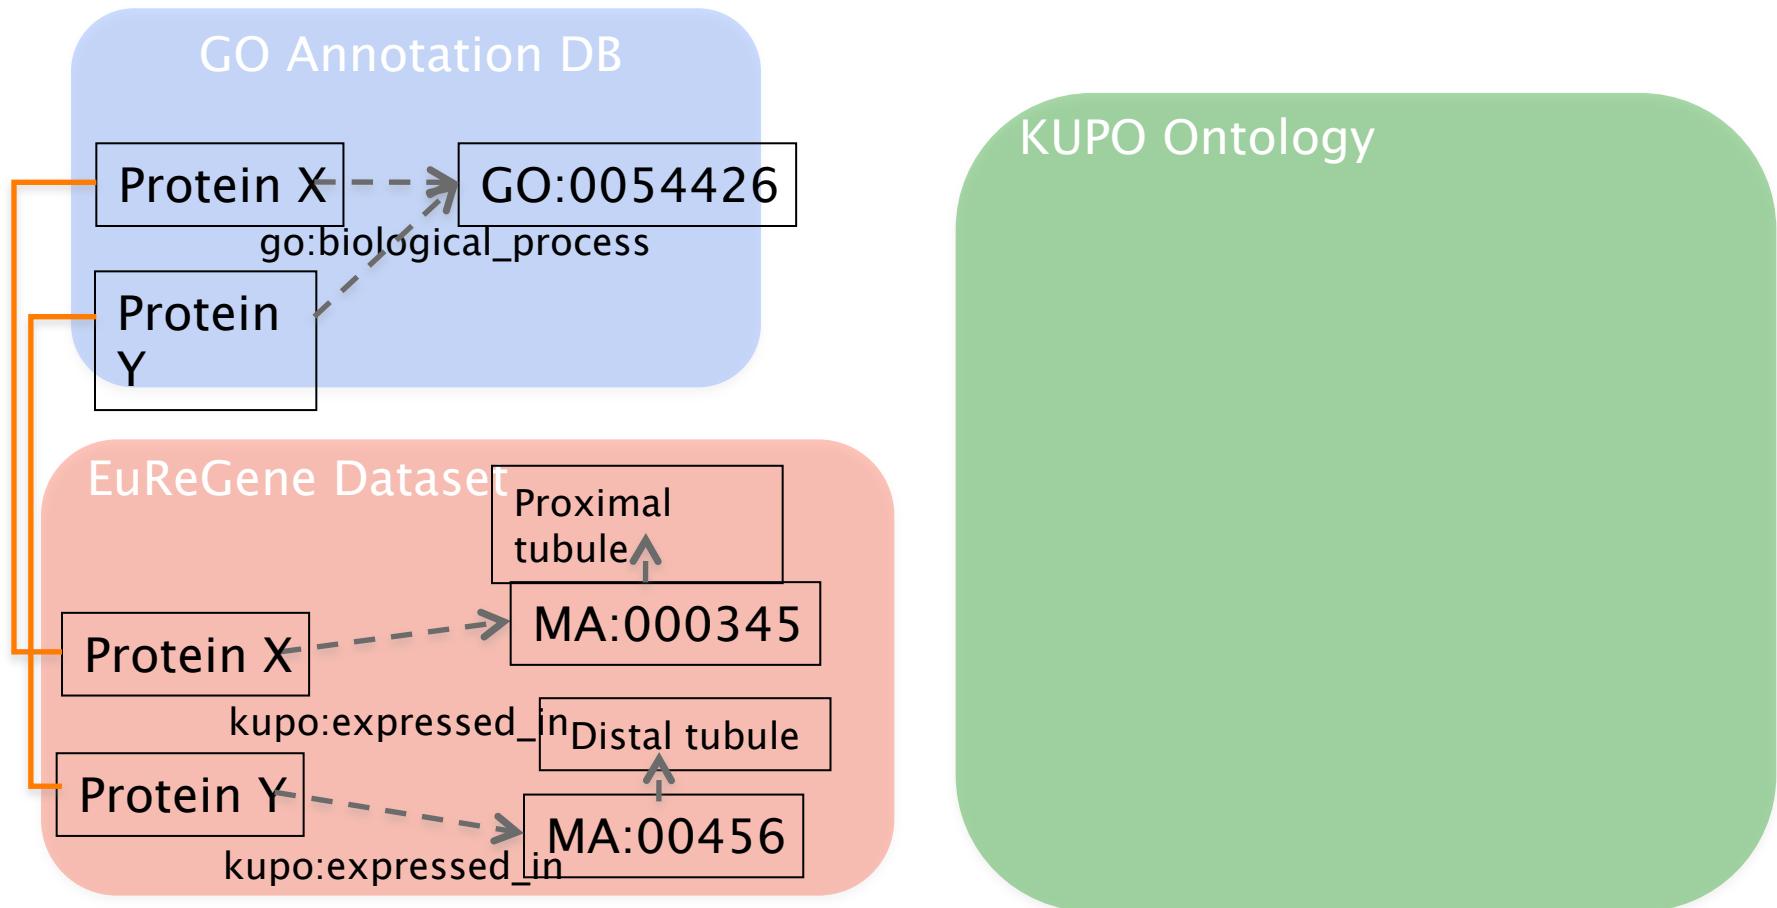 GO Annotation DB
Protein X
GO:0054426
go:biological_process
Protein
Y
KUPO Ontology
EuReGene Dataset
Proximal
tubule
Protein X
MA:000345
kupo:expressed_in
Distal tubule
Protein Y
MA:00456
kupo:expressed_in